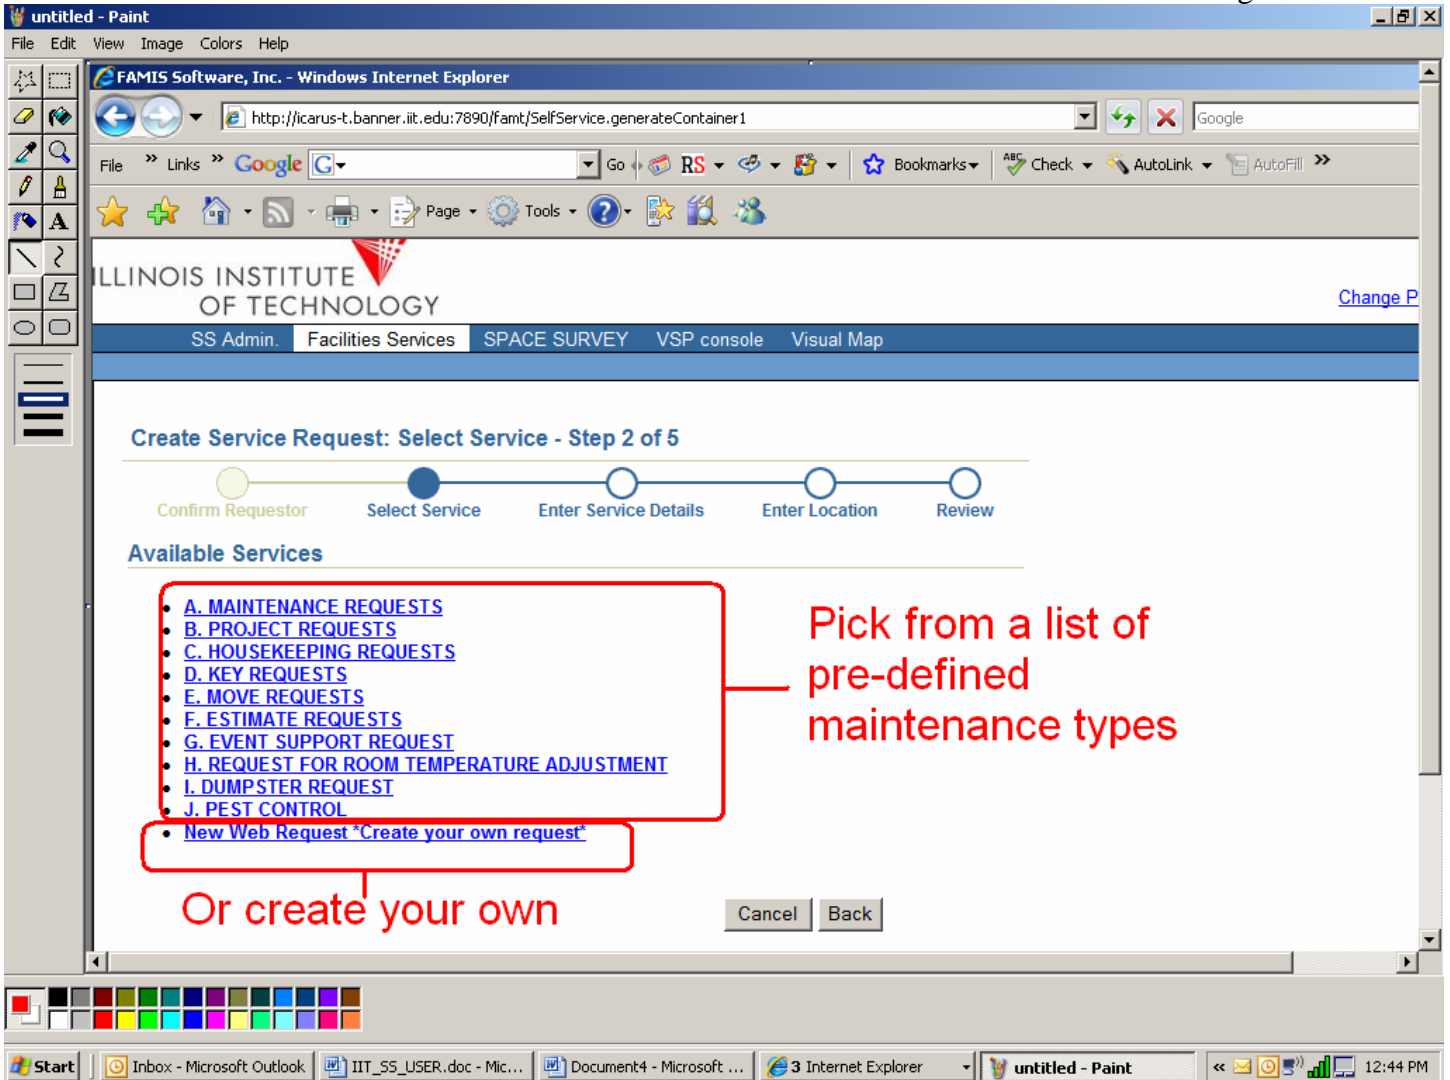 untitled - Paint
File Edit View Image Colors Help
FAMIS Software, Inc. - Windows Internet Explorer
http://icarus-t.banner.iit.edu:7890/famt/SelfService.generateContainer1
Google
File » Links » Google G Go RS Bookmarks ABC Check AutoLink AutoFill »
Page Tools
ILLINOIS INSTITUTE
OF TECHNOLOGY
Change P
SS Admin. Facilities Services SPACE SURVEY VSP console Visual Map
Create Service Request: Select Service - Step 2 of 5
Confirm Requestor Select Service Enter Service Details Enter Location Review
Available Services
A. MAINTENANCE REQUESTS
B. PROJECT REQUESTS
C. HOUSEKEEPING REQUESTS
D. KEY REQUESTS
E. MOVE REQUESTS
F. ESTIMATE REQUESTS
G. EVENT SUPPORT REQUEST
H. REQUEST FOR ROOM TEMPERATURE ADJUSTMENT
I. DUMPSTER REQUEST
J. PEST CONTROL
New Web Request *Create your own request*
Pick from a list of
pre-defined
maintenance types
Or create your own
Cancel Back
Start Inbox - Microsoft Outlook IIT_SS_USER.doc - Mic... Document4 - Microsoft ... 3 Internet Explorer untitled - Paint « 12:44 PM